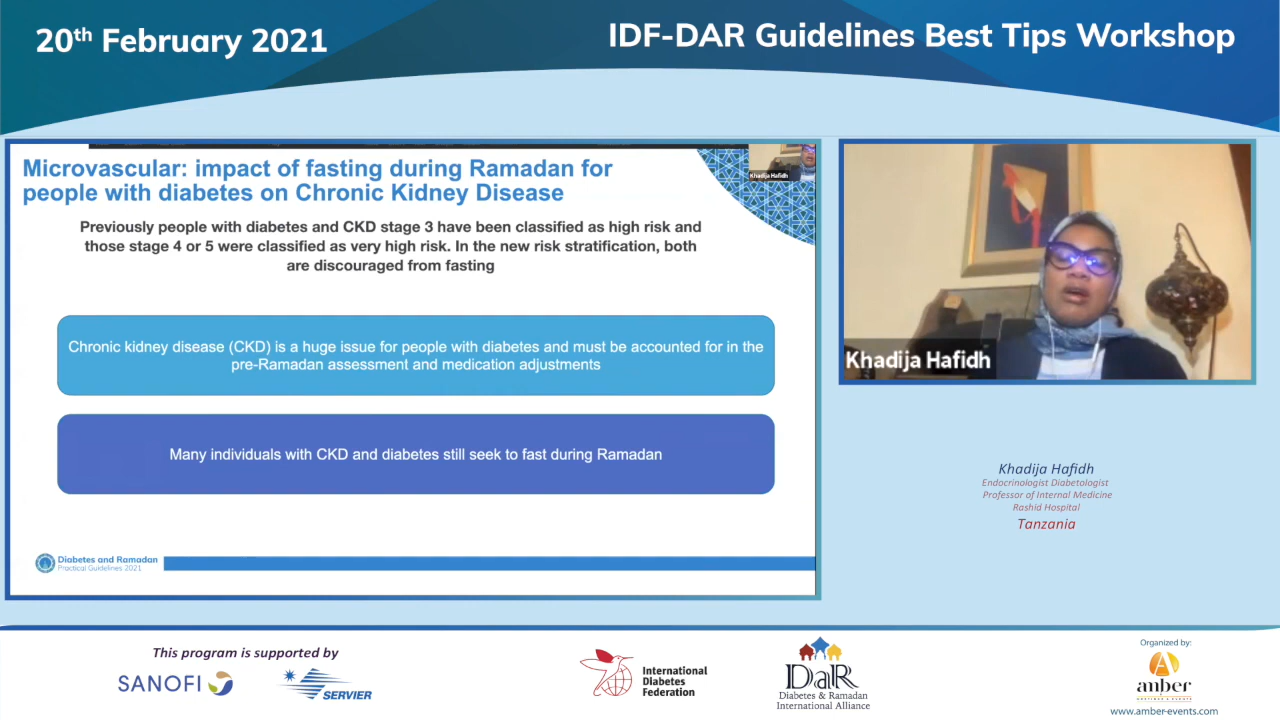 20th February 2021
IDF-DAR Guidelines Best Tips Workshop
Microvascular: impact of fasting during Ramadan for
people with diabetes on Chronic Kidney Disease
Khadija Hafidh
Previously people with diabetes and CKD stage 3 have been classified as high risk and
those stage 4 or 5 were classified as very high risk. In the new risk stratification, both
are discouraged from fasting
Chronic kidney disease (CKD) is a huge issue for people with diabetes and must be accounted for in the
pre-Ramadan assessment and medication adjustments
Many individuals with CKD and diabetes still seek to fast during Ramadan
Diabetes and Ramadan
Practical Guidelines 2021
Khadija Hafidh
Khadija Hafidh
Endocrinologist Diabetologist
Professor of Internal Medicine
Rashid Hospital
Tanzania
This program is supported by
SANOFI
SERVIER
International
Diabetes
Federation
DaR
Diabetes & Ramadan
International Alliance
Organized by:
anber
www.amber-events.com